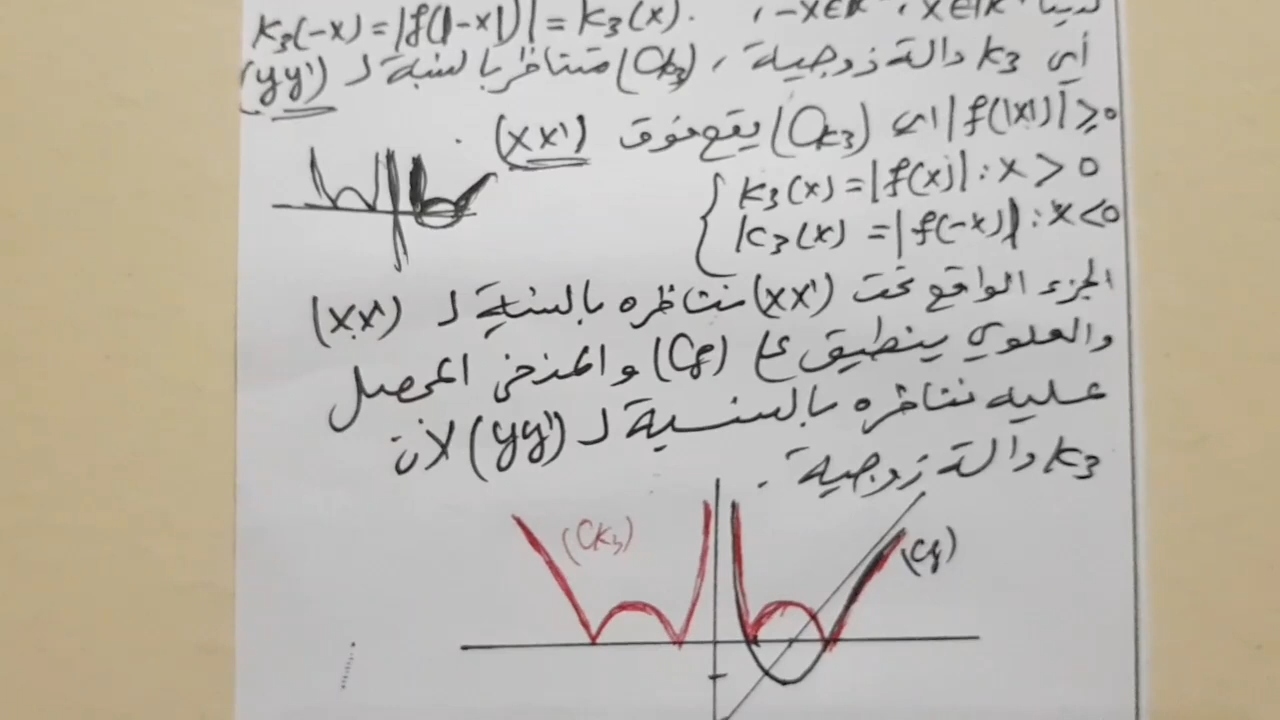 لدينا x∈ℝ ، -x∈ℝ ، K₃(-x)=|f(|-x|)|=K₃(x).
أي K₃ دالة زوجية ، (Ck₃) متناظر بالنسبة لـ (yy')
|f(|x|)|≥0 أي (Ck₃) يقع فوق (xx')
K₃(x)=|f(x)| : x>0
K₃(x)=|f(-x)| : x<0
الجزء الواقع تحت (xx') نناظره بالنسبة لـ (xx')
والعلوي ينطبق على (Cf) والمنحنى المحصل
عليه نناظره بالنسبة لـ (yy') لأن
K₃ دالة زوجية.
(Ck₃)
(Cf)